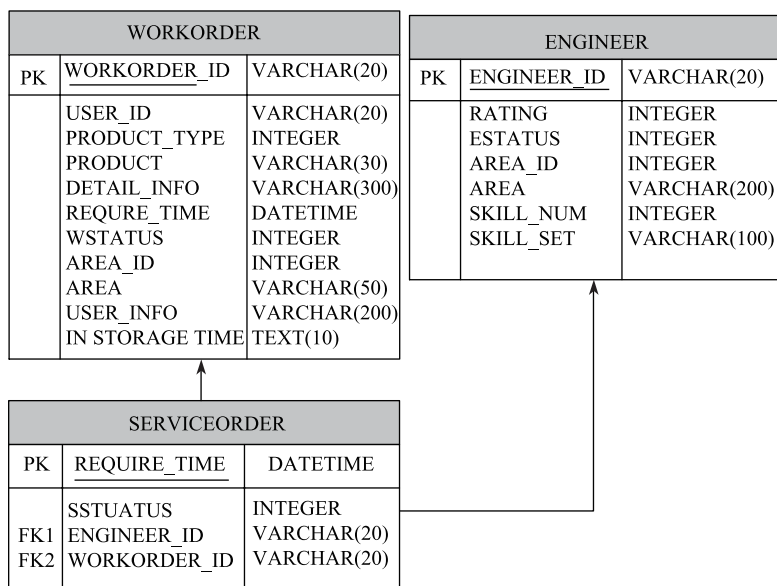 WORKORDER
PK WORKORDER_ID VARCHAR(20)
USER_ID VARCHAR(20)
PRODUCT_TYPE INTEGER
PRODUCT VARCHAR(30)
DETAIL_INFO VARCHAR(300)
REQURE_TIME DATETIME
WSTATUS INTEGER
AREA_ID INTEGER
AREA VARCHAR(50)
USER_INFO VARCHAR(200)
IN STORAGE TIME TEXT(10)
ENGINEER
PK ENGINEER_ID VARCHAR(20)
RATING INTEGER
ESTATUS INTEGER
AREA_ID INTEGER
AREA VARCHAR(200)
SKILL_NUM INTEGER
SKILL_SET VARCHAR(100)
SERVICEORDER
PK REQUIRE_TIME DATETIME
SSTUATUS INTEGER
FK1 ENGINEER_ID VARCHAR(20)
FK2 WORKORDER_ID VARCHAR(20)